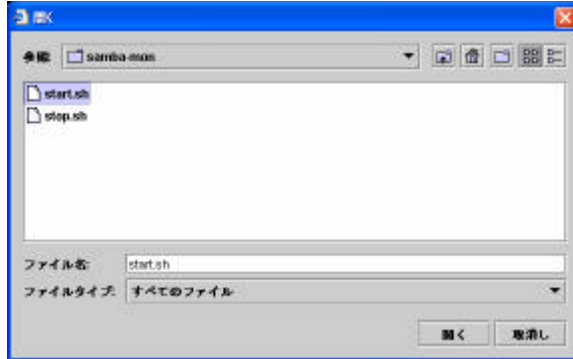 開く
参照: samba-mon
start.sh
stop.sh
ファイル名: start.sh
ファイルタイプ: すべてのファイル
開く 取消し